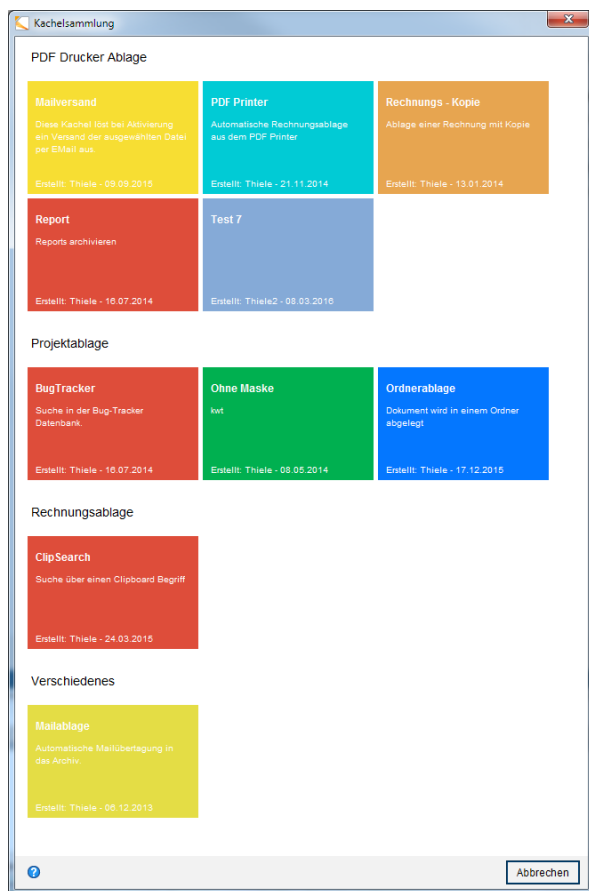 Kachelsammlung
PDF Drucker Ablage
Mailversand
Diese Kachel löst bei Aktivierung
ein Versand der ausgewählten Datei
per EMail aus.
Erstellt: Thiele - 09.09.2015
PDF Printer
Automatische Rechnungsablage
aus dem PDF Printer
Erstellt: Thiele - 21.11.2014
Rechnungs - Kopie
Ablage einer Rechnung mit Kopie
Erstellt: Thiele - 13.01.2014
Report
Reports archivieren
Erstellt: Thiele - 16.07.2014
Test 7
Erstellt: Thiele2 - 08.03.2016
Projektablage
BugTracker
Suche in der Bug-Tracker
Datenbank.
Erstellt: Thiele - 16.07.2014
Ohne Maske
kwt
Erstellt: Thiele - 08.05.2014
Ordnerablage
Dokument wird in einem Ordner
abgelegt
Erstellt: Thiele - 17.12.2015
Rechnungsablage
ClipSearch
Suche über einen Clipboard Begriff
Erstellt: Thiele - 24.03.2015
Verschiedenes
Mailablage
Automatische Mailübertagung in
das Archiv.
Erstellt: Thiele - 06.12.2013
Abbrechen